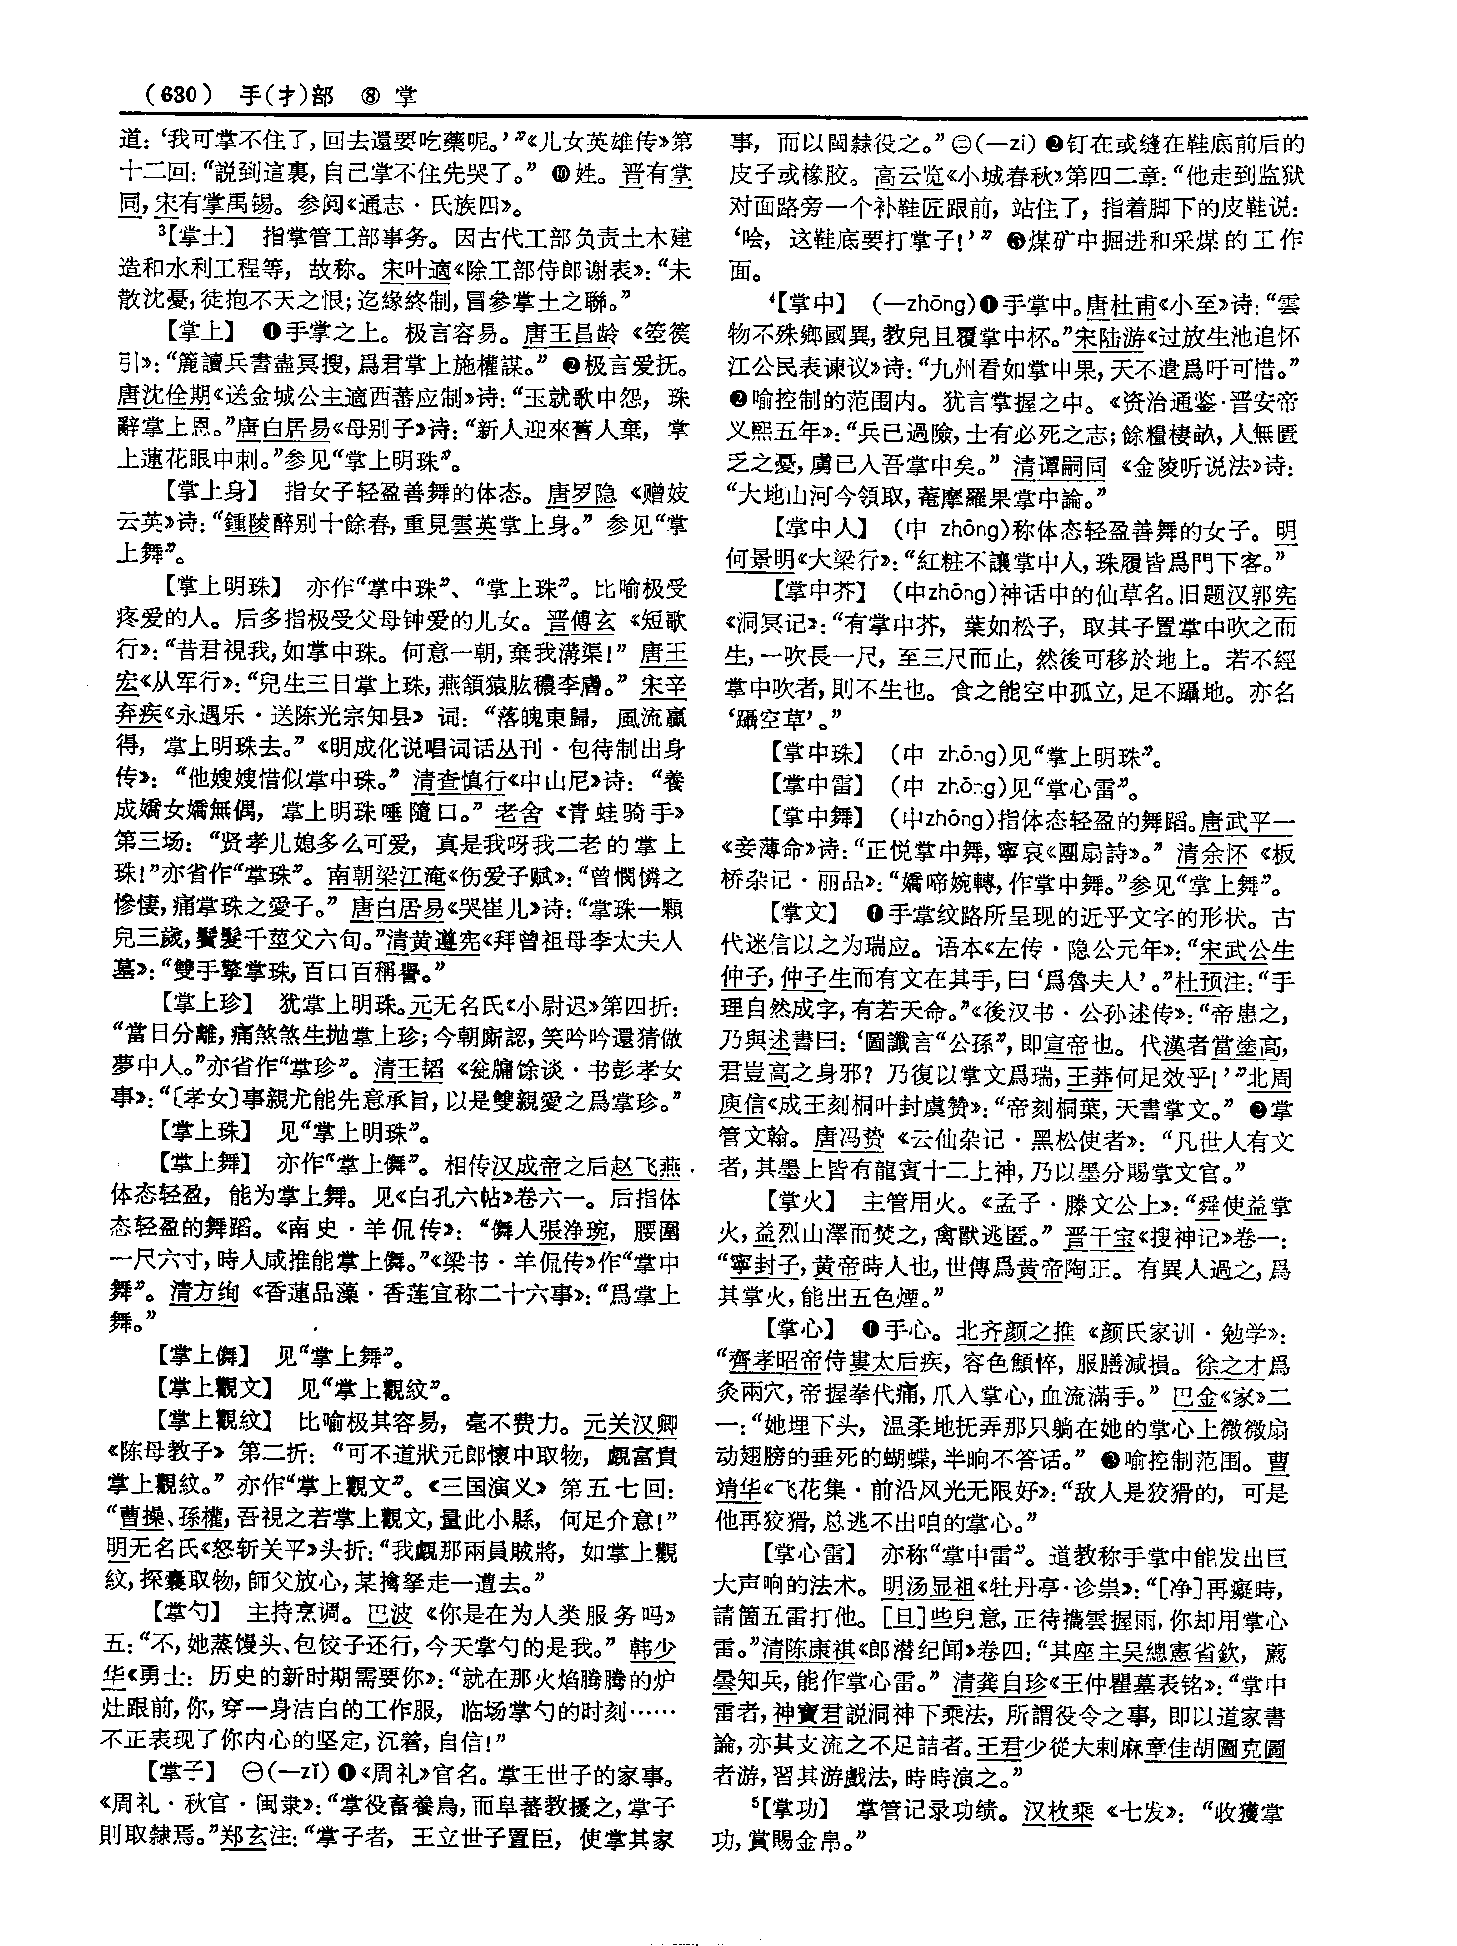 （630） 手(扌)部 ⑧ 掌
道：‘我可掌不住了，回去還要吃藥呢。’”《儿女英雄传》第
十二回：“説到這裏，自己掌不住先哭了。” ❿姓。晋有掌
同，宋有掌禹锡。参阅《通志·氏族四》。
³【掌土】 指掌管工部事务。因古代工部负责土木建
造和水利工程等，故称。宋叶適《除工部侍郎谢表》：“未
散沈憂，徒抱不天之恨；迄緣終制，冒參掌土之聯。”
【掌上】 ❶手掌之上。极言容易。唐王昌龄《箜篌
引》：“簏讀兵書盡冥搜，爲君掌上施權謀。” ❷极言爱抚。
唐沈佺期《送金城公主適西蕃应制》诗：“玉就歌中怨，珠
辭掌上恩。”唐白居易《母别子》诗：“新人迎來舊人棄，掌
上蓮花眼中刺。”参见“掌上明珠”。
【掌上身】 指女子轻盈善舞的体态。唐罗隐《赠妓
云英》诗：“鍾陵醉别十餘春，重見雲英掌上身。” 参见“掌
上舞”。
【掌上明珠】 亦作“掌中珠”、“掌上珠”。比喻极受
疼爱的人。后多指极受父母钟爱的儿女。晋傅玄《短歌
行》：“昔君視我，如掌中珠。何意一朝，棄我溝渠！” 唐王
宏《从军行》：“兒生三日掌上珠，燕頷猿肱穠李膚。” 宋辛
弃疾《永遇乐·送陈光宗知县》词：“落魄東歸，風流贏
得，掌上明珠去。”《明成化说唱词话丛刊·包待制出身
传》：“他嫂嫂惜似掌中珠。” 清查慎行《中山尼》诗：“養
成嬌女嬌無偶，掌上明珠唾隨口。” 老舍《青蛙骑手》
第三场：“贤孝儿媳多么可爱，真是我呀我二老的掌上
珠！”亦省作“掌珠”。南朝梁江淹《伤爱子赋》：“曾憫憐之
慘悽，痛掌珠之愛子。” 唐白居易《哭崔儿》诗：“掌珠一顆
兒三歲，鬢髮千莖父六旬。”清黄遵宪《拜曾祖母李太夫人
墓》：“雙手擎掌珠，百口百稱譽。”
【掌上珍】 犹掌上明珠。元无名氏《小尉迟》第四折：
“當日分離，痛煞煞生抛掌上珍；今朝廝認，笑吟吟還猜做
夢中人。”亦省作“掌珍”。清王韬《瓮牖馀谈·书彭孝女
事》：“〔孝女〕事親尤能先意承旨，以是雙親愛之爲掌珍。”
【掌上珠】 见“掌上明珠”。
【掌上舞】 亦作“掌上儛”。相传汉成帝之后赵飞燕
体态轻盈，能为掌上舞。见《白孔六帖》卷六一。后指体
态轻盈的舞蹈。《南史·羊侃传》：“儛人張净琬，腰圍
一尺六寸，時人咸推能掌上儛。”《梁书·羊侃传》作“掌中
舞”。清方绚《香蓮品藻·香莲宜称二十六事》：“爲掌上
舞。”
【掌上儛】 见“掌上舞”。
【掌上觀文】 见“掌上觀紋”。
【掌上觀紋】 比喻极其容易，毫不费力。元关汉卿
《陈母教子》第二折：“可不道狀元郎懷中取物，覷富貴
掌上觀紋。” 亦作“掌上觀文”。《三国演义》第五七回：
“曹操、孫權，吾視之若掌上觀文，量此小縣，何足介意！”
明无名氏《怒斩关平》头折：“我覷那兩員賊將，如掌上觀
紋，探囊取物，師父放心，某擒拏走一遭去。”
【掌勺】 主持烹调。巴波《你是在为人类服务吗》
五：“不，她蒸馒头、包饺子还行，今天掌勺的是我。” 韩少
华《勇士：历史的新时期需要你》：“就在那火焰腾腾的炉
灶跟前，你，穿一身洁白的工作服，临场掌勺的时刻……
不正表现了你内心的坚定，沉着，自信！”
【掌子】 ㊀(—zǐ)❶《周礼》官名。掌王世子的家事。
《周礼·秋官·闽隶》：“掌役畜養鳥，而阜蕃教擾之，掌子
則取隸焉。”郑玄注：“掌子者，王立世子置臣，使掌其家
事，而以閩隸役之。”㊁(—zi) ❷钉在或缝在鞋底前后的
皮子或橡胶。高云览《小城春秋》第四二章：“他走到监狱
对面路旁一个补鞋匠跟前，站住了，指着脚下的皮鞋说：
‘哙，这鞋底要打掌子！’” ❸煤矿中掘进和采煤的工作
面。
⁴【掌中】 (—zhōng)❶手掌中。唐杜甫《小至》诗：“雲
物不殊鄉國異，教兒且覆掌中杯。”宋陆游《过放生池追怀
江公民表谏议》诗：“九州看如掌中果，天不遣爲吁可惜。”
❷喻控制的范围内。犹言掌握之中。《资治通鉴·晋安帝
义熙五年》：“兵已過險，士有必死之志；餘糧棲畝，人無匱
乏之憂，虜已入吾掌中矣。” 清谭嗣同《金陵听说法》诗：
“大地山河今領取，菴摩羅果掌中論。”
【掌中人】 (中 zhōng)称体态轻盈善舞的女子。明
何景明《大梁行》：“紅粧不讓掌中人，珠履皆爲門下客。”
【掌中芥】 (中zhōng)神话中的仙草名。旧题汉郭宪
《洞冥记》：“有掌中芥，葉如松子，取其子置掌中吹之而
生，一吹長一尺，至三尺而止，然後可移於地上。若不經
掌中吹者，則不生也。食之能空中孤立，足不躡地。亦名
‘躡空草’。”
【掌中珠】 (中 zhōng)见“掌上明珠”。
【掌中雷】 (中 zhōng)见“掌心雷”。
【掌中舞】 (中zhōng)指体态轻盈的舞蹈。唐武平一
《妾薄命》诗：“正悦掌中舞，寧哀《團扇詩》。” 清余怀《板
桥杂记·丽品》：“嬌啼婉轉，作掌中舞。”参见“掌上舞”。
【掌文】 ❶手掌纹路所呈现的近乎文字的形状。古
代迷信以之为瑞应。语本《左传·隐公元年》：“宋武公生
仲子，仲子生而有文在其手，曰‘爲魯夫人’。”杜预注：“手
理自然成字，有若天命。”《後汉书·公孙述传》：“帝患之，
乃與述書曰：‘圖讖言“公孫”，即宣帝也。代漢者當塗高，
君豈高之身邪？乃復以掌文爲瑞，王莽何足效乎！’”北周
庾信《成王刻桐叶封虞赞》：“帝刻桐葉，天書掌文。” ❷掌
管文翰。唐冯贽《云仙杂记·黑松使者》：“凡世人有文
者，其墨上皆有龍賓十二上神，乃以墨分賜掌文官。”
【掌火】 主管用火。《孟子·滕文公上》：“舜使益掌
火，益烈山澤而焚之，禽獸逃匿。” 晋干宝《搜神记》卷一：
“寧封子，黄帝時人也，世傳爲黄帝陶正。有異人過之，爲
其掌火，能出五色煙。”
【掌心】 ❶手心。北齐颜之推《颜氏家训·勉学》：
“齊孝昭帝侍婁太后疾，容色顦悴，服膳減損。徐之才爲
灸兩穴，帝握拳代痛，爪入掌心，血流滿手。” 巴金《家》二
一：“她埋下头，温柔地抚弄那只躺在她的掌心上微微扇
动翅膀的垂死的蝴蝶，半晌不答话。” ❸喻控制范围。曹
靖华《飞花集·前沿风光无限好》：“敌人是狡猾的，可是
他再狡猾，总逃不出咱的掌心。”
【掌心雷】 亦称“掌中雷”。道教称手掌中能发出巨
大声响的法术。明汤显祖《牡丹亭·诊祟》：“［净］再癡時，
請箇五雷打他。［旦］些兒意，正待攜雲握雨，你却用掌心
雷。”清陈康祺《郎潜纪闻》卷四：“其座主吴總憲省欽，薦
曇知兵，能作掌心雷。” 清龚自珍《王仲瞿墓表铭》：“掌中
雷者，神寶君説洞神下乘法，所謂役令之事，即以道家書
論，亦其支流之不足詰者。王君少從大剌麻章佳胡圖克圖
者游，習其游戲法，時時演之。”
⁵【掌功】 掌管记录功绩。汉枚乘《七发》：“收獲掌
功，賞賜金帛。”